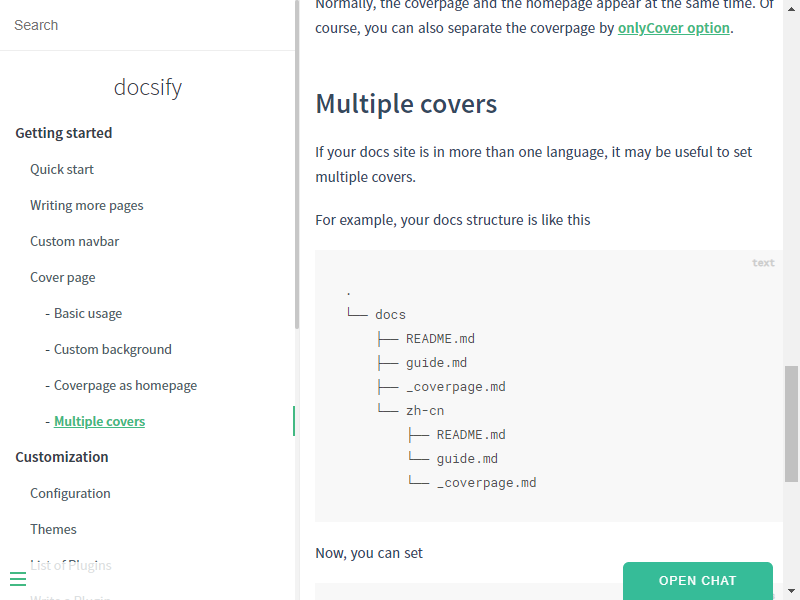 Search
docsify
Getting started
Quick start
Writing more pages
Custom navbar
Cover page
- Basic usage
- Custom background
- Coverpage as homepage
- Multiple covers
Customization
Configuration
Themes
List of Plugins
Write a Plugin
Normally, the coverpage and the homepage appear at the same time. Of
course, you can also separate the coverpage by onlyCover option.
Multiple covers
If your docs site is in more than one language, it may be useful to set
multiple covers.
For example, your docs structure is like this
text
.
└── docs
    ├── README.md
    ├── guide.md
    ├── _coverpage.md
    └── zh-cn
        ├── README.md
        └── guide.md
        └── _coverpage.md
Now, you can set
OPEN CHAT